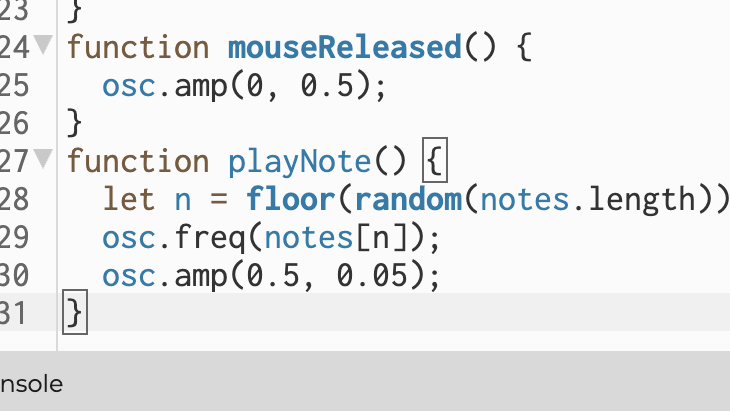 23 }
24 function mouseReleased() {
25 osc.amp(0, 0.5);
26 }
27 function playNote() {
28 let n = floor(random(notes.length))
29 osc.freq(notes[n]);
30 osc.amp(0.5, 0.05);
31 }
nsole